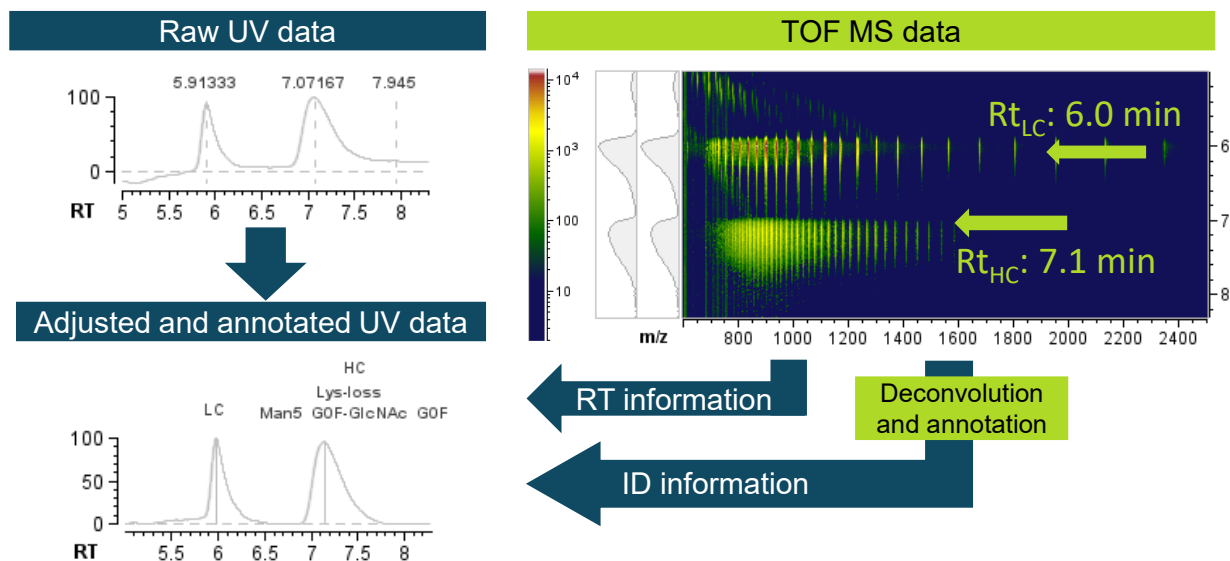 Raw UV data
5.91333 7.07167 7.945
100
0
RT 5 5.5 6 6.5 7 7.5 8
Adjusted and annotated UV data
HC
Lys-loss
LC Man5 G0F-GlcNAc G0F
100
50
0
RT 5.5 6 6.5 7 7.5 8
TOF MS data
10⁴
10³
100
10
Rt_LC: 6.0 min
6
7
Rt_HC: 7.1 min
8
m/z 800 1000 1200 1400 1600 1800 2000 2200 2400
RT information
Deconvolution
and annotation
ID information